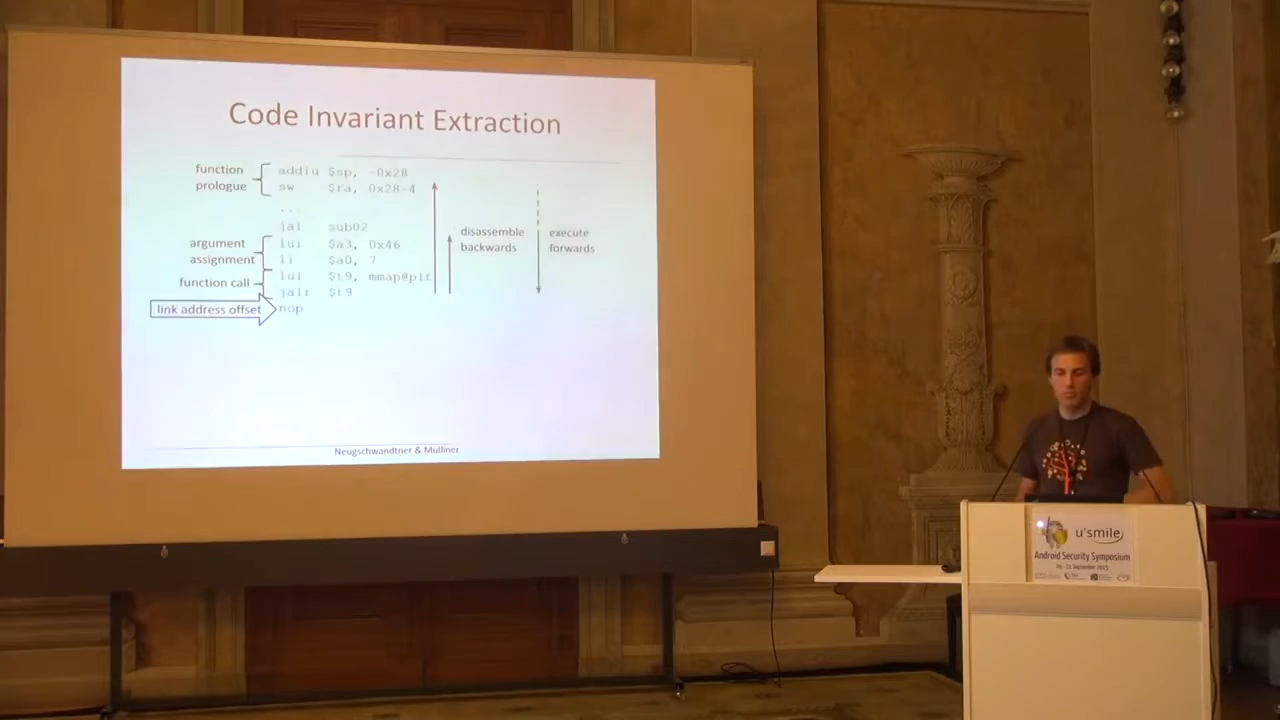 Code Invariant Extraction
function
prologue
addiu $sp, -0x28
sw $ra, 0x28-4
...
jal sub02
argument
assignment
lui $a3, 0x46
li $a0, 7
function call
lui $t9, mmap@plt
jalr $t9
link address offset
nop
disassemble
backwards
execute
forwards
Neugschwandtner & Mulliner
u'smile
Android Security Symposium